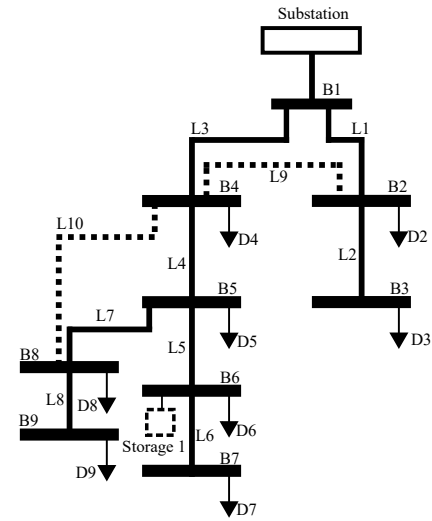 Substation
B1
L3
L1
L9
B4
B2
L10
D4
D2
L4
L2
B5
B3
L7
D5
D3
L5
B8
B6
L8
D8
B9
D6
L6
Storage 1
B7
D9
D7